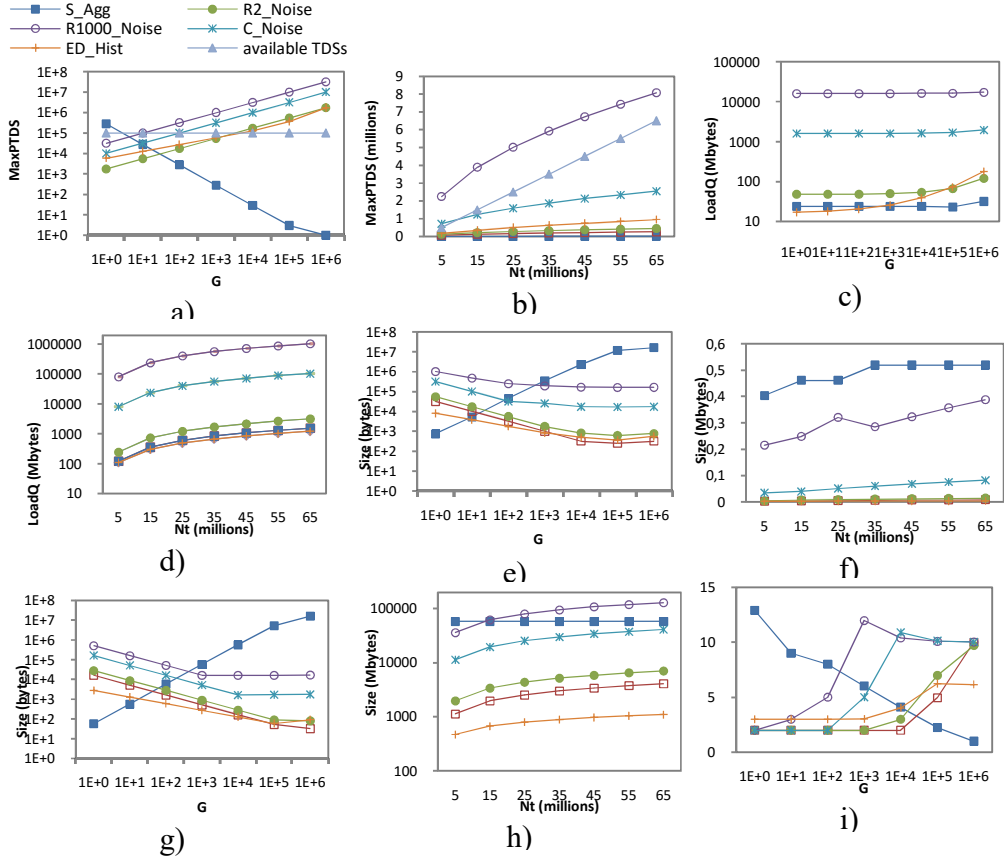 S_Agg
R2_Noise
R1000_Noise
C_Noise
ED_Hist
available TDSs
MaxPTDS
1E+8
1E+7
1E+6
1E+5
1E+4
1E+3
1E+2
1E+1
1E+0
1E+0 1E+1 1E+2 1E+3 1E+4 1E+5 1E+6
G
a)
MaxPTDS (millions)
9
8
7
6
5
4
3
2
1
0
5 15 25 35 45 55 65
Nt (millions)
b)
LoadQ (Mbytes)
100000
10000
1000
100
10
1E+01E+11E+21E+31E+41E+51E+6
G
c)
LoadQ (Mbytes)
1000000
100000
10000
1000
100
10
5 15 25 35 45 55 65
Nt (millions)
d)
Size (bytes)
1E+8
1E+7
1E+6
1E+5
1E+4
1E+3
1E+2
1E+1
1E+0
1E+0 1E+1 1E+2 1E+3 1E+4 1E+5 1E+6
G
e)
Size (Mbytes)
0,6
0,5
0,4
0,3
0,2
0,1
0
5 15 25 35 45 55 65
Nt (millions)
f)
Size (bytes)
1E+8
1E+7
1E+6
1E+5
1E+4
1E+3
1E+2
1E+1
1E+0
1E+0 1E+1 1E+2 1E+3 1E+4 1E+5 1E+6
G
g)
Size (Mbytes)
100000
10000
1000
100
5 15 25 35 45 55 65
Nt (millions)
h)
15
10
5
0
1E+0 1E+1 1E+2 1E+3 1E+4 1E+5 1E+6
G
i)